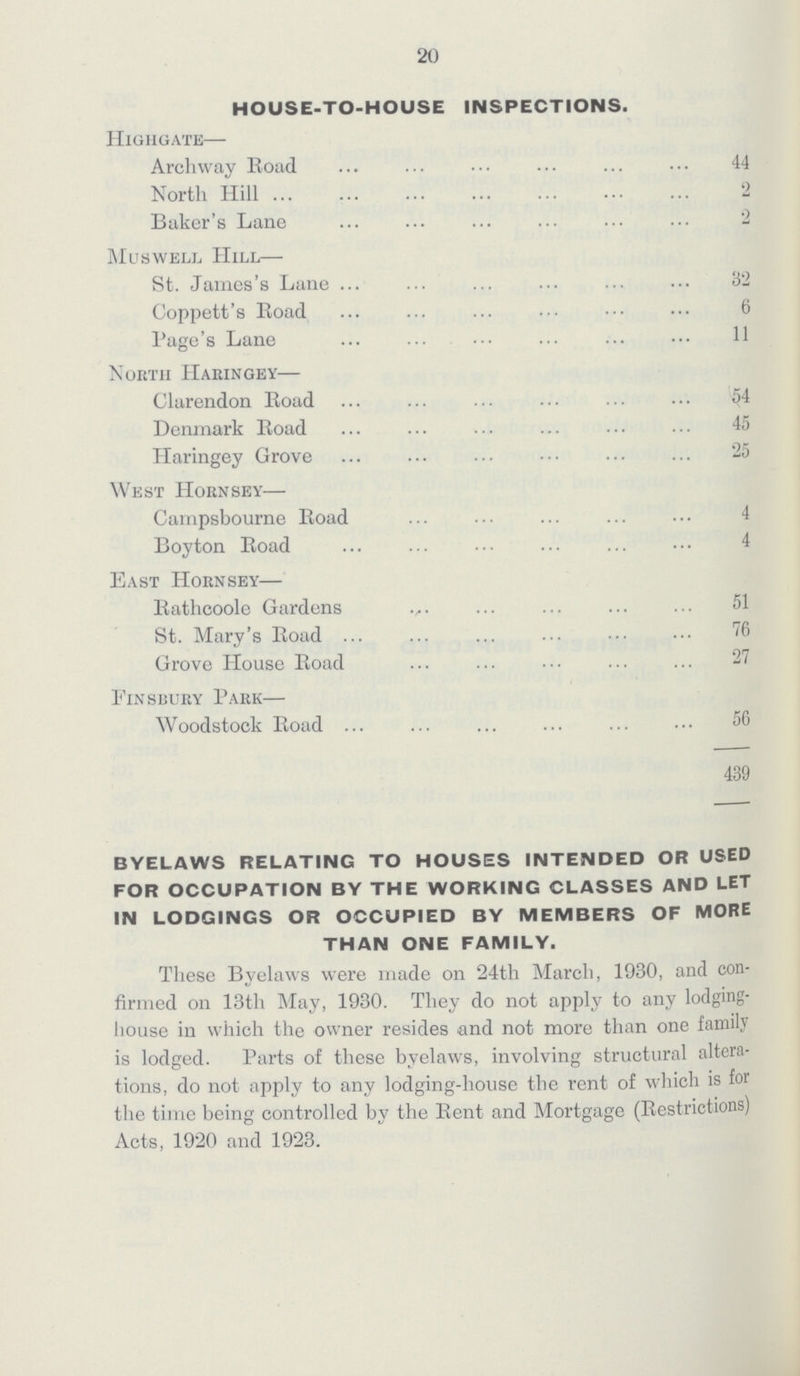 20
HOUSE-TO-HOUSE INSPECTIONS.
HIGHGATE—
Archway Road ... ... ... ... ... ... 44
North Hill ... ... ... ... ... ... ... 2
Baker's Lane ... ... ... ... ... ... 2
MUSWELL HILL—
St. James's Lane ... ... ... ... ... ... 32
Coppett's Road ... ... ... ... ... ... 6
Page's Lane ... ... ... ... ... ... 11
NORTH HARINGEY—
Clarendon Road ... ... ... ... ... ... 54
Denmark Road ... ... ... ... ... ... 45
Haringey Grove ... ... ... ... ... ... 25
WEST HORNSEY—
Campsbourne Road ... ... ... ... ... 4
Boyton Road ... ... ... ... ... ... 4
EAST HORNSEY—
Rathcoole Gardens ... ... ... ... ... 51
St. Mary's Road ... ... ... ... ... ... 76
Grove House Road ... ... ... ... ... 27
FINSBURY PARK—
Woodstock Road ... ... ... ... ... ... 56
439
BYELAWS RELATING TO HOUSES INTENDED OR USED
FOR OCCUPATION BY THE WORKING CLASSES AND LET
IN LODGINGS OR OCCUPIED BY MEMBERS OF MORE
THAN ONE FAMILY.
These Byelaws were made on 24th March, 1930, and con-
firmed on 13th May, 1930. They do not apply to any lodging-
house in which the owner resides and not more than one family
is lodged. Parts of these byelaws, involving structural altera-
tions, do not apply to any lodging-house the rent of which is for
the time being controlled by the Rent and Mortgage (Restrictions)
Acts, 1920 and 1923.